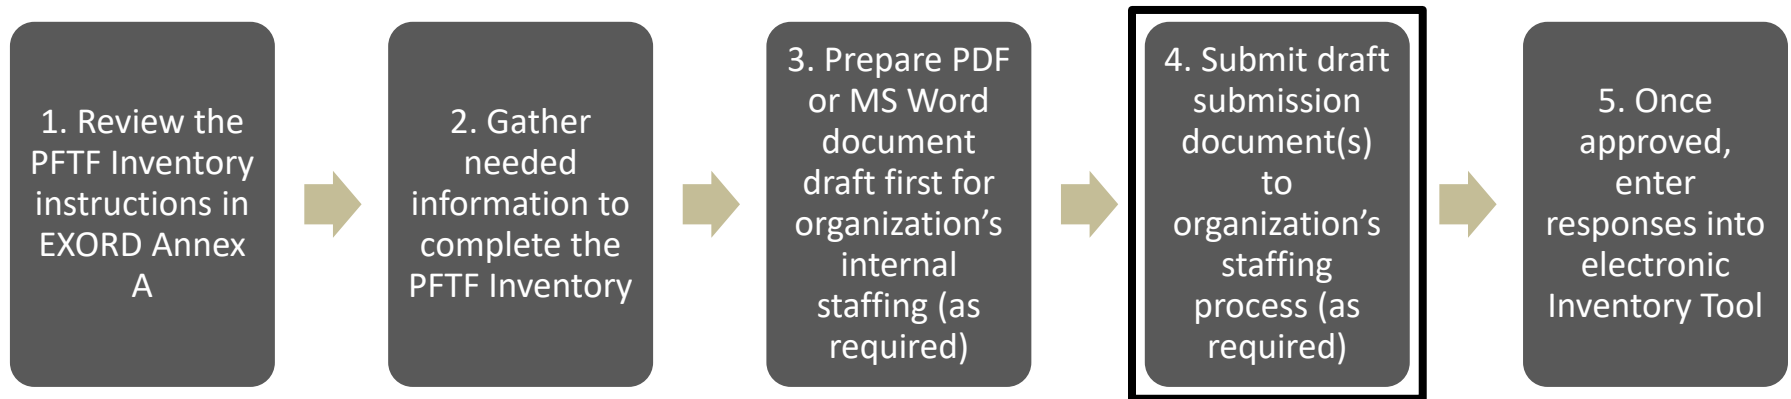 1. Review the
PFTF Inventory
instructions in
EXORD Annex
A
2. Gather
needed
information to
complete the
PFTF Inventory
3. Prepare PDF
or MS Word
document
draft first for
organization’s
internal
staffing (as
required)
4. Submit draft
submission
document(s)
to
organization’s
staffing
process (as
required)
5. Once
approved,
enter
responses into
electronic
Inventory Tool